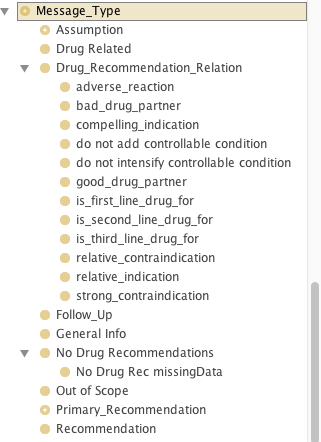 Message_Type
Assumption
Drug Related
Drug_Recommendation_Relation
adverse_reaction
bad_drug_partner
compelling_indication
do not add controllable condition
do not intensify controllable condition
good_drug_partner
is_first_line_drug_for
is_second_line_drug_for
is_third_line_drug_for
relative_contraindication
relative_indication
strong_contraindication
Follow_Up
General Info
No Drug Recommendations
No Drug Rec missingData
Out of Scope
Primary_Recommendation
Recommendation